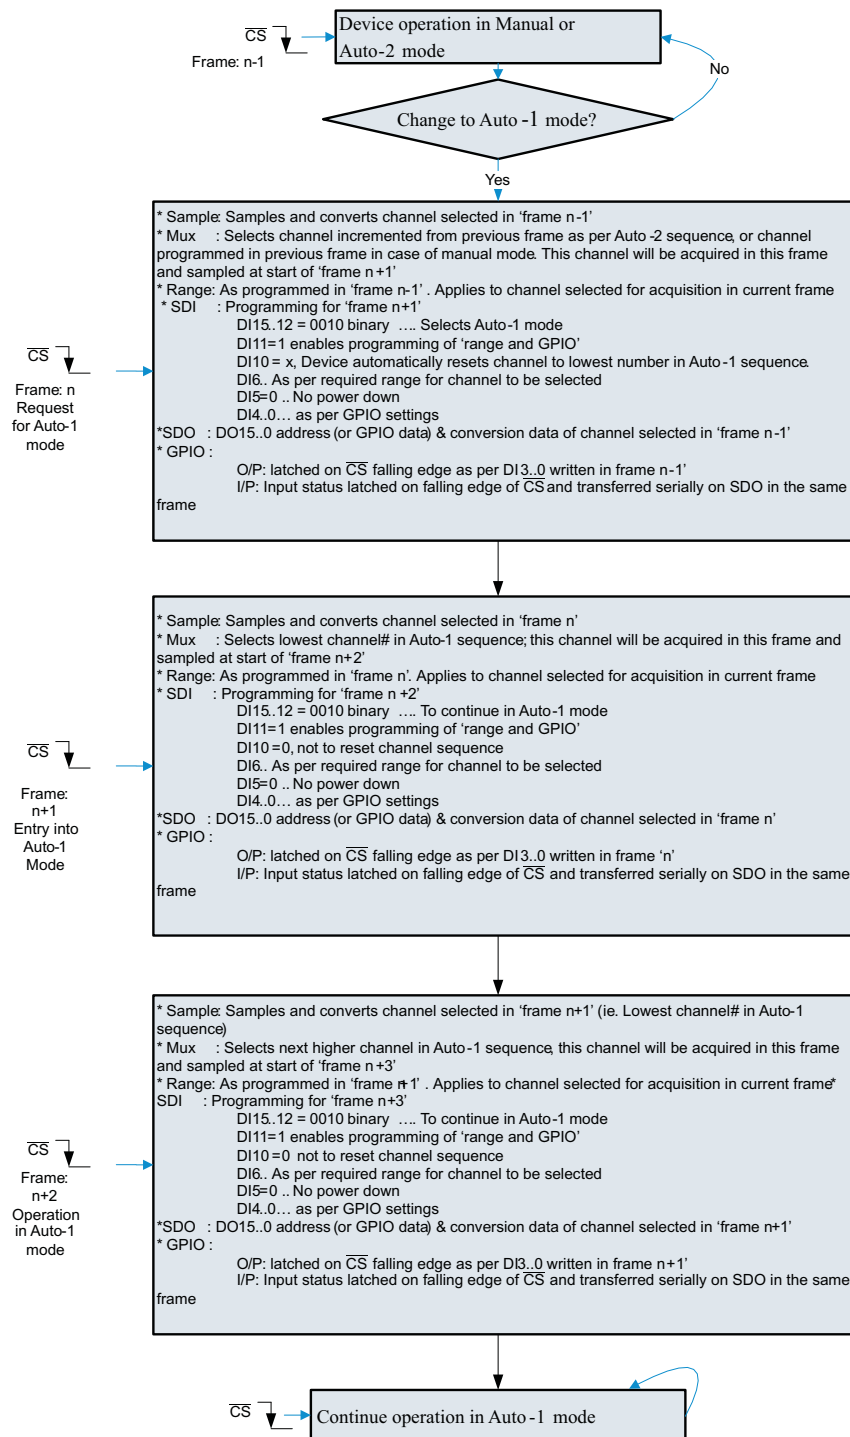 Device operation in Manual or
Auto-2 mode
CS
Frame: n-1
No
Change to Auto -1 mode?
Yes
* Sample: Samples and converts channel selected in ‘frame n-1’
* Mux : Selects channel incremented from previous frame as per Auto -2 sequence, or channel
programmed in previous frame in case of manual mode. This channel will be acquired in this frame
and sampled at start of ‘frame n+1’
* Range: As programmed in ‘frame n-1’ . Applies to channel selected for acquisition in current frame
* SDI : Programming for ‘frame n+1’
DI15..12 = 0010 binary …. Selects Auto-1 mode
DI11=1 enables programming of ‘range and GPIO’
DI10 = x, Device automatically resets channel to lowest number in Auto-1 sequence.
DI6.. As per required range for channel to be selected
DI5=0 .. No power down
DI4..0… as per GPIO settings
*SDO : DO15..0 address (or GPIO data) & conversion data of channel selected in ‘frame n-1’
* GPIO :
O/P: latched on CS falling edge as per DI3..0 written in frame n-1’
I/P: Input status latched on falling edge of CS and transferred serially on SDO in the same
frame
CS
Frame: n
Request
for Auto-1
mode
* Sample: Samples and converts channel selected in ‘frame n’
* Mux : Selects lowest channel# in Auto-1 sequence; this channel will be acquired in this frame and
sampled at start of ‘frame n+2’
* Range: As programmed in ‘frame n’. Applies to channel selected for acquisition in current frame
* SDI : Programming for ‘frame n +2’
DI15..12 = 0010 binary …. To continue in Auto-1 mode
DI11=1 enables programming of ‘range and GPIO’
DI10 =0, not to reset channel sequence
DI6.. As per required range for channel to be selected
DI5=0 .. No power down
DI4..0… as per GPIO settings
*SDO : DO15..0 address (or GPIO data) & conversion data of channel selected in ‘frame n’
* GPIO :
O/P: latched on CS falling edge as per DI3..0 written in frame ‘n’
I/P: Input status latched on falling edge of CS and transferred serially on SDO in the same
frame
CS
Frame:
n+1
Entry into
Auto-1
Mode
* Sample: Samples and converts channel selected in ‘frame n+1’ (ie. Lowest channel# in Auto-1
sequence)
* Mux : Selects next higher channel in Auto-1 sequence, this channel will be acquired in this frame
and sampled at start of ‘frame n+3’
* Range: As programmed in ‘frame n+1’ . Applies to channel selected for acquisition in current frame*
SDI : Programming for ‘frame n+3’
DI15..12 = 0010 binary …. To continue in Auto-1 mode
DI11=1 enables programming of ‘range and GPIO’
DI10 =0 not to reset channel sequence
DI6.. As per required range for channel to be selected
DI5=0 .. No power down
DI4..0… as per GPIO settings
*SDO : DO15..0 address (or GPIO data) & conversion data of channel selected in ‘frame n+1’
* GPIO :
O/P: latched on CS falling edge as per DI3..0 written in frame n+1’
I/P: Input status latched on falling edge of CS and transferred serially on SDO in the same
frame
CS
Frame:
n+2
Operation
in Auto-1
mode
CS
Continue operation in Auto -1 mode